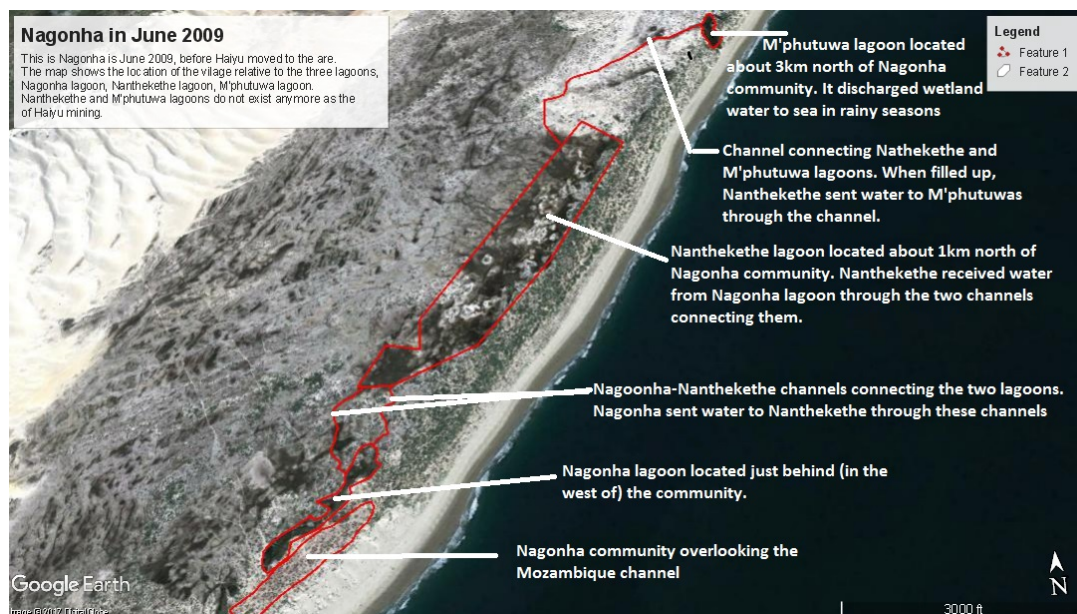 Nagonha in June 2009
This is Nagonha is June 2009, before Haiyu moved to the are.
The map shows the location of the vilage relative to the three lagoons,
Nagonha lagoon, Nanthekethe lagoon, M'phutuwa lagoon.
Nanthekethe and M'phutuwa lagoons do not exist anymore as the
of Haiyu mining.
Legend
Feature 1
Feature 2
M'phutuwa lagoon located
about 3km north of Nagonha
community. It discharged wetland
water to sea in rainy seasons
Channel connecting Nathekethe and
M'phutuwa lagoons. When filled up,
Nanthekethe sent water to M'phutuwas
through the channel.
Nanthekethe lagoon located about 1km north of
Nagonha community. Nanthekethe received water
from Nagonha lagoon through the two channels
connecting them.
Nagoonha-Nanthekethe channels connecting the two lagoons.
Nagonha sent water to Nanthekethe through these channels
Nagonha lagoon located just behind (in the
west of) the community.
Nagonha community overlooking the
Mozambique channel
Google Earth
N
3000 ft